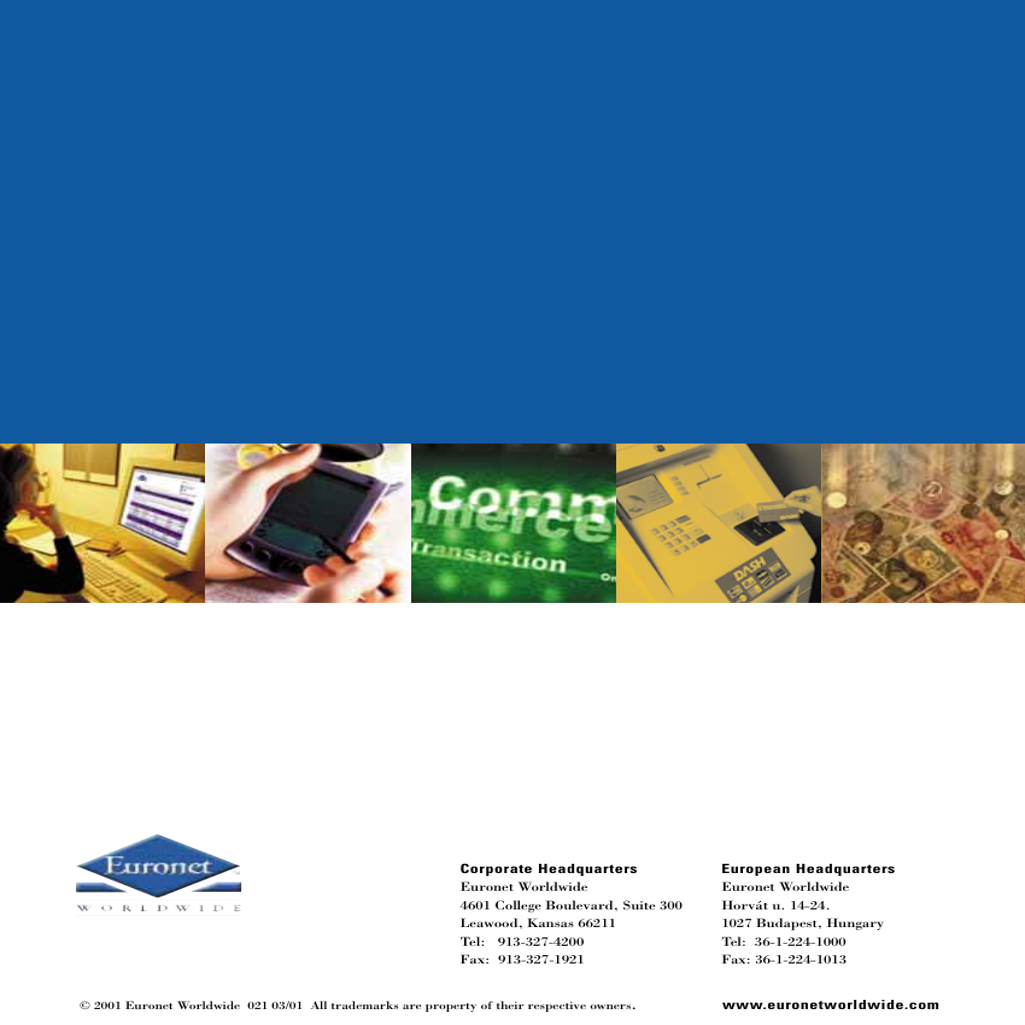 Comm
mmerce
Transaction
On
DASH
Euronet
WORLDWIDE
Corporate Headquarters
Euronet Worldwide
4601 College Boulevard, Suite 300
Leawood, Kansas 66211
Tel: 913-327-4200
Fax: 913-327-1921
European Headquarters
Euronet Worldwide
Horvát u. 14-24.
1027 Budapest, Hungary
Tel: 36-1-224-1000
Fax: 36-1-224-1013
© 2001 Euronet Worldwide 021 03/01 All trademarks are property of their respective owners.
www.euronetworldwide.com